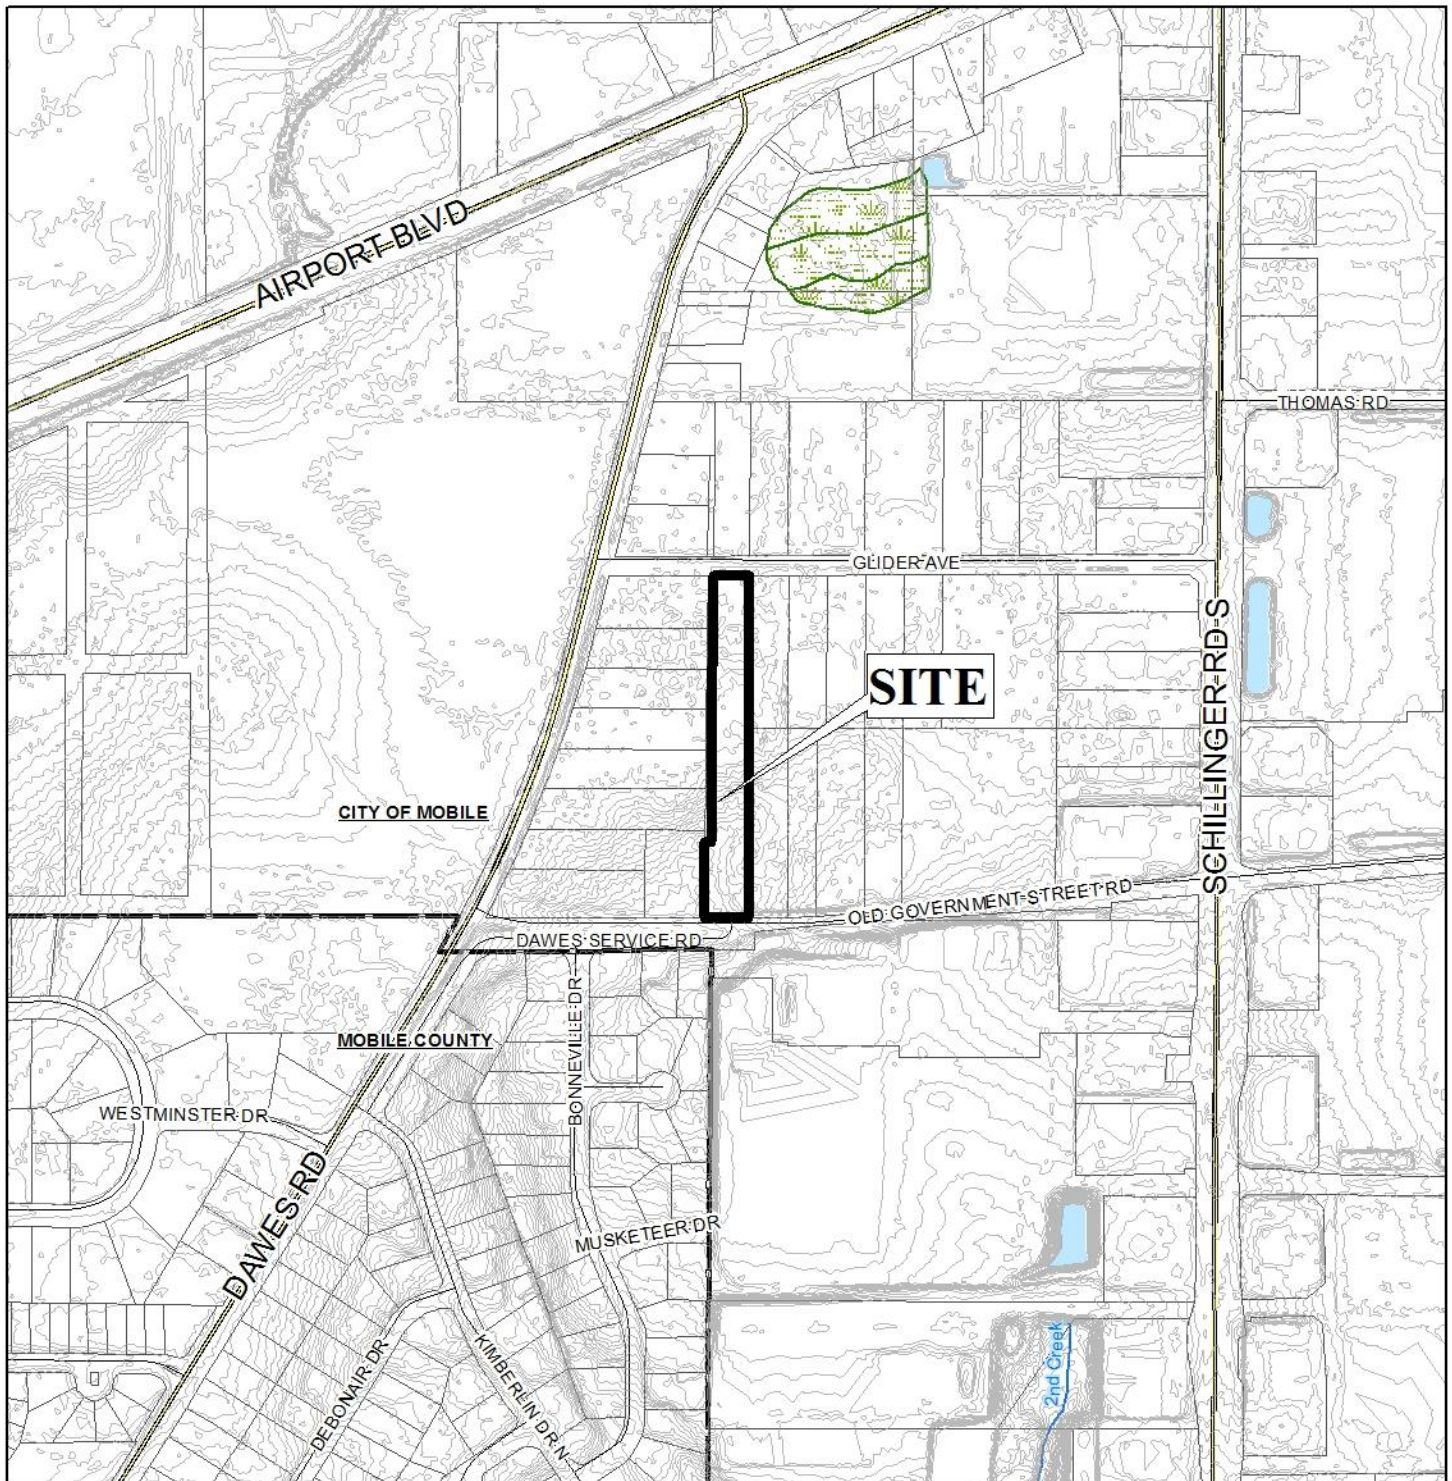 AIRPORT BLVD
THOMAS RD
GLIDER AVE
SITE
SCHILLINGER RD S
CITY OF MOBILE
OLD GOVERNMENT STREET RD
DAWES SERVICE RD
BONNEVILLE DR
MOBILE COUNTY
WESTMINSTER DR
DAWES RD
MUSKETEER DR
KIMBERLIN DR N
DEBONAIR DR
2nd Creek